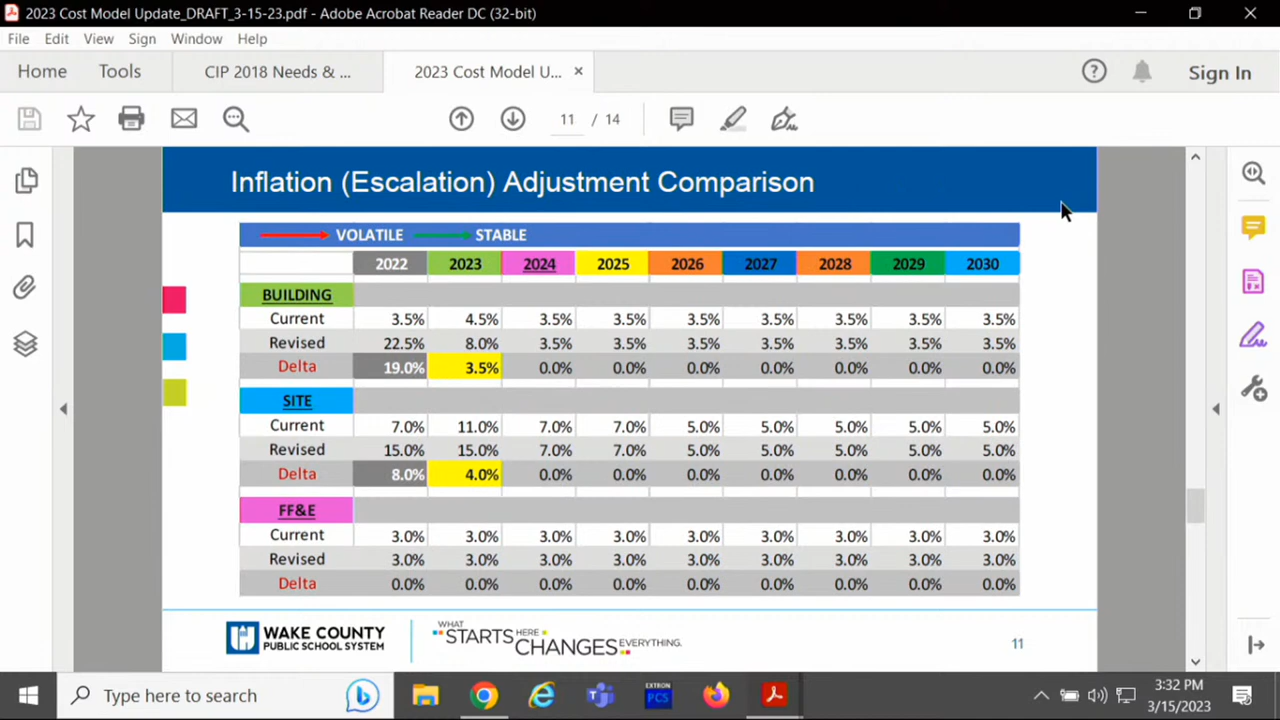 2023 Cost Model Update_DRAFT_3-15-23.pdf - Adobe Acrobat Reader DC (32-bit)
File Edit View Sign Window Help
Home Tools CIP 2018 Needs & ... 2023 Cost Model U... × Sign In
11 / 14
Inflation (Escalation) Adjustment Comparison
VOLATILE STABLE
2022 2023 2024 2025 2026 2027 2028 2029 2030
BUILDING
Current 3.5% 4.5% 3.5% 3.5% 3.5% 3.5% 3.5% 3.5% 3.5%
Revised 22.5% 8.0% 3.5% 3.5% 3.5% 3.5% 3.5% 3.5% 3.5%
Delta 19.0% 3.5% 0.0% 0.0% 0.0% 0.0% 0.0% 0.0% 0.0%
SITE
Current 7.0% 11.0% 7.0% 7.0% 5.0% 5.0% 5.0% 5.0% 5.0%
Revised 15.0% 15.0% 7.0% 7.0% 5.0% 5.0% 5.0% 5.0% 5.0%
Delta 8.0% 4.0% 0.0% 0.0% 0.0% 0.0% 0.0% 0.0% 0.0%
FF&E
Current 3.0% 3.0% 3.0% 3.0% 3.0% 3.0% 3.0% 3.0% 3.0%
Revised 3.0% 3.0% 3.0% 3.0% 3.0% 3.0% 3.0% 3.0% 3.0%
Delta 0.0% 0.0% 0.0% 0.0% 0.0% 0.0% 0.0% 0.0% 0.0%
WAKE COUNTY
PUBLIC SCHOOL SYSTEM
WHAT
STARTS HERE
CHANGES EVERYTHING.
11
Type here to search
EXTRON
PCS
3:32 PM
3/15/2023